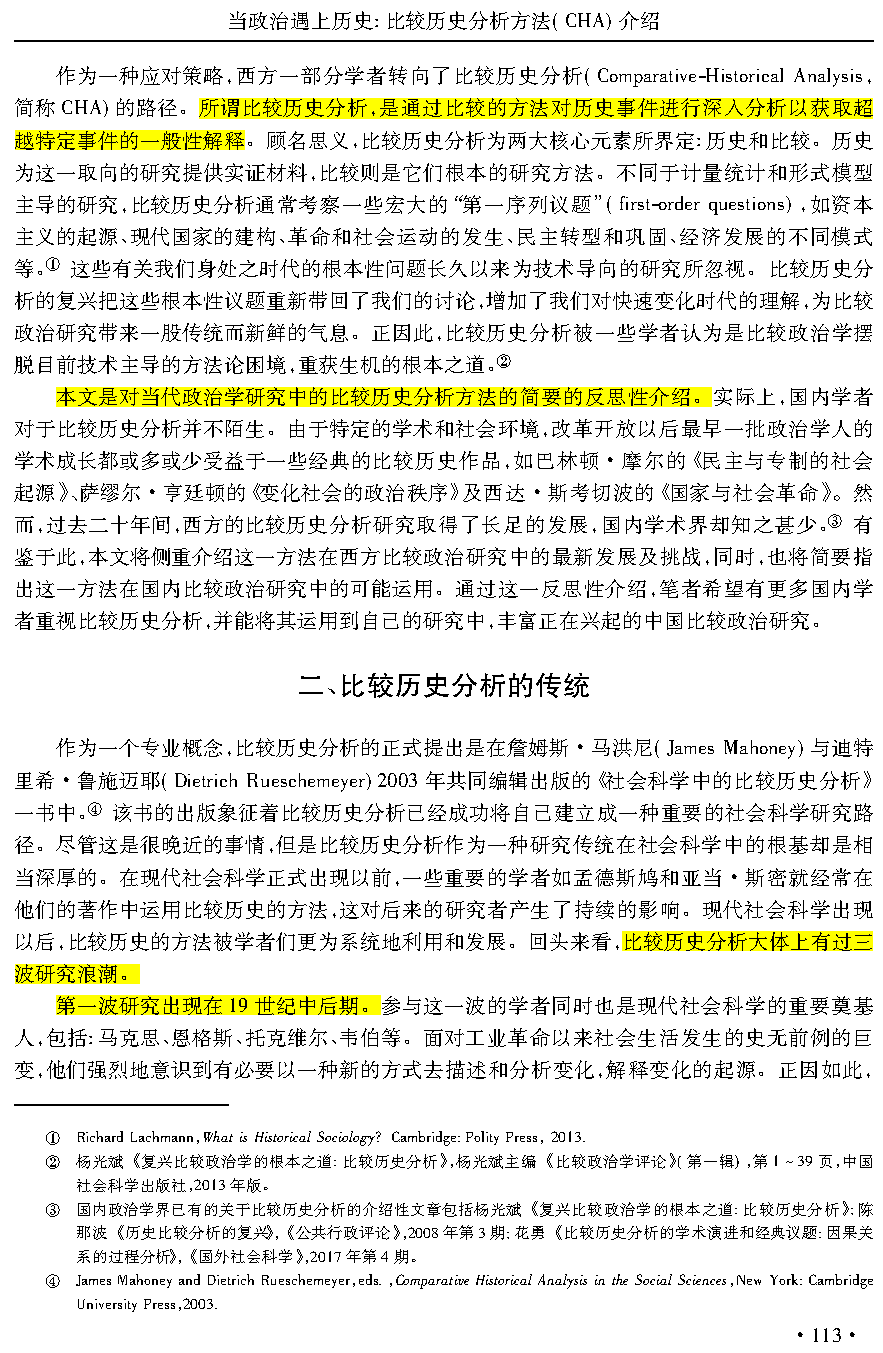 当政治遇上历史: 比较历史分析方法( CHA) 介绍
作为一种应对策略,西方一部分学者转向了比较历史分析( Comparative-Historical Analysis,
简称 CHA) 的路径。所谓比较历史分析,是通过比较的方法对历史事件进行深入分析以获取超
越特定事件的一般性解释。顾名思义,比较历史分析为两大核心元素所界定: 历史和比较。历史
为这一取向的研究提供实证材料,比较则是它们根本的研究方法。不同于计量统计和形式模型
主导的研究,比较历史分析通常考察一些宏大的“第一序列议题”( first-order questions) ,如资本
主义的起源、现代国家的建构、革命和社会运动的发生、民主转型和巩固、经济发展的不同模式
等。① 这些有关我们身处之时代的根本性问题长久以来为技术导向的研究所忽视。比较历史分
析的复兴把这些根本性议题重新带回了我们的讨论,增加了我们对快速变化时代的理解,为比较
政治研究带来一股传统而新鲜的气息。正因此,比较历史分析被一些学者认为是比较政治学摆
脱目前技术主导的方法论困境,重获生机的根本之道。②
本文是对当代政治学研究中的比较历史分析方法的简要的反思性介绍。实际上,国内学者
对于比较历史分析并不陌生。由于特定的学术和社会环境,改革开放以后最早一批政治学人的
学术成长都或多或少受益于一些经典的比较历史作品,如巴林顿·摩尔的《民主与专制的社会
起源》、萨缪尔·亨廷顿的《变化社会的政治秩序》及西达·斯考切波的《国家与社会革命》。然
而,过去二十年间,西方的比较历史分析研究取得了长足的发展,国内学术界却知之甚少。③ 有
鉴于此,本文将侧重介绍这一方法在西方比较政治研究中的最新发展及挑战,同时,也将简要指
出这一方法在国内比较政治研究中的可能运用。通过这一反思性介绍,笔者希望有更多国内学
者重视比较历史分析,并能将其运用到自己的研究中,丰富正在兴起的中国比较政治研究。
二、比较历史分析的传统
作为一个专业概念,比较历史分析的正式提出是在詹姆斯·马洪尼( James Mahoney) 与迪特
里希·鲁施迈耶( Dietrich Rueschemeyer) 2003 年共同编辑出版的《社会科学中的比较历史分析》
一书中。④ 该书的出版象征着比较历史分析已经成功将自己建立成一种重要的社会科学研究路
径。尽管这是很晚近的事情,但是比较历史分析作为一种研究传统在社会科学中的根基却是相
当深厚的。在现代社会科学正式出现以前,一些重要的学者如孟德斯鸠和亚当·斯密就经常在
他们的著作中运用比较历史的方法,这对后来的研究者产生了持续的影响。现代社会科学出现
以后,比较历史的方法被学者们更为系统地利用和发展。回头来看,比较历史分析大体上有过三
波研究浪潮。
第一波研究出现在 19 世纪中后期。参与这一波的学者同时也是现代社会科学的重要奠基
人,包括: 马克思、恩格斯、托克维尔、韦伯等。面对工业革命以来社会生活发生的史无前例的巨
变,他们强烈地意识到有必要以一种新的方式去描述和分析变化,解释变化的起源。正因如此,
① Richard Lachmann,What is Historical Sociology? Cambridge: Polity Press, 2013.
② 杨光斌《复兴比较政治学的根本之道: 比较历史分析》,杨光斌主编《比较政治学评论》( 第一辑) ,第 1 ~ 39 页,中国
社会科学出版社,2013 年版。
③ 国内政治学界已有的关于比较历史分析的介绍性文章包括杨光斌《复兴比较政治学的根本之道: 比较历史分析》; 陈
那波《历史比较分析的复兴》,《公共行政评论》,2008 年第 3 期; 花勇《比较历史分析的学术演进和经典议题: 因果关
系的过程分析》,《国外社会科学》,2017 年第 4 期。
④ James Mahoney and Dietrich Rueschemeyer,eds. ,Comparative Historical Analysis in the Social Sciences,New York: Cambridge
University Press,2003.
· 113 ·